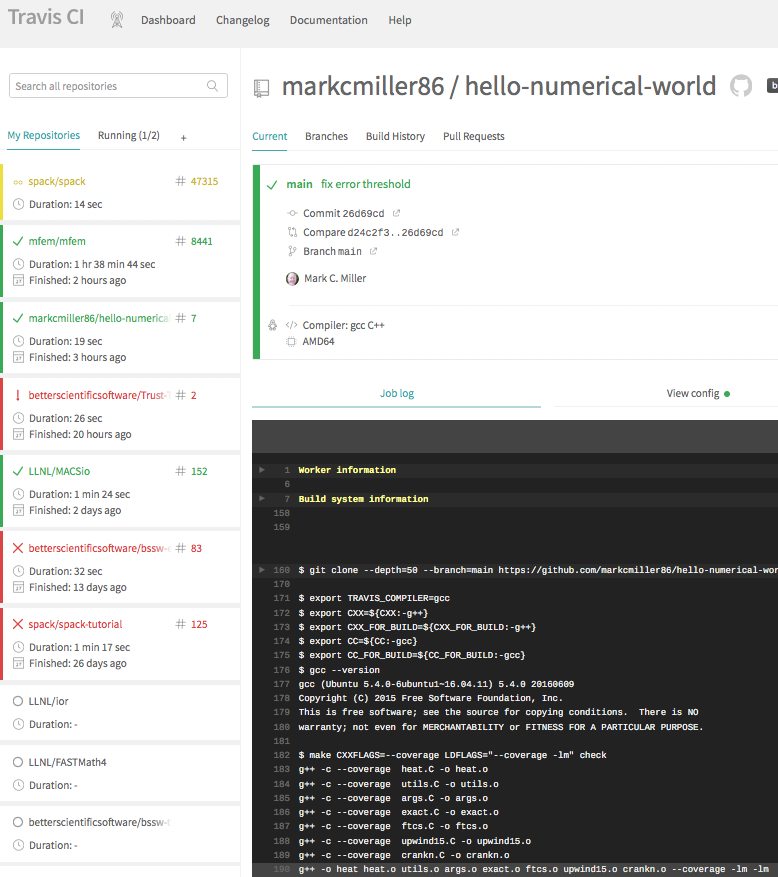 Travis CI
Dashboard
Changelog
Documentation
Help
Search all repositories
My Repositories
Running (1/2)
+
spack/spack # 47315
Duration: 14 sec
mfem/mfem # 8441
Duration: 1 hr 38 min 44 sec
Finished: 2 hours ago
markcmiller86/hello-numerica # 7
Duration: 19 sec
Finished: 3 hours ago
betterscientificsoftware/Trust- # 2
Duration: 26 sec
Finished: 20 hours ago
LLNL/MACSio # 152
Duration: 1 min 24 sec
Finished: 2 days ago
betterscientificsoftware/bssw- # 83
Duration: 32 sec
Finished: 13 days ago
spack/spack-tutorial # 125
Duration: 1 min 17 sec
Finished: 26 days ago
LLNL/ior
Duration: -
LLNL/FASTMath4
Duration: -
betterscientificsoftware/bssw-
Duration: -
markcmiller86 / hello-numerical-world
b
Current
Branches
Build History
Pull Requests
main fix error threshold
Commit 26d69cd
Compare d24c2f3..26d69cd
Branch main
Mark C. Miller
</> Compiler: gcc C++
AMD64
Job log
View config
1 Worker information
6
7 Build system information
158
159
160 $ git clone --depth=50 --branch=main https://github.com/markcmiller86/hello-numerical-wor
170
171 $ export TRAVIS_COMPILER=gcc
172 $ export CXX=${CXX:-g++}
173 $ export CXX_FOR_BUILD=${CXX_FOR_BUILD:-g++}
174 $ export CC=${CC:-gcc}
175 $ export CC_FOR_BUILD=${CC_FOR_BUILD:-gcc}
176 $ gcc --version
177 gcc (Ubuntu 5.4.0-6ubuntu1~16.04.11) 5.4.0 20160609
178 Copyright (C) 2015 Free Software Foundation, Inc.
179 This is free software; see the source for copying conditions.  There is NO
180 warranty; not even for MERCHANTABILITY or FITNESS FOR A PARTICULAR PURPOSE.
181
182 $ make CXXFLAGS=--coverage LDFLAGS="--coverage -lm" check
183 g++ -c --coverage  heat.C -o heat.o
184 g++ -c --coverage  utils.C -o utils.o
185 g++ -c --coverage  args.C -o args.o
186 g++ -c --coverage  exact.C -o exact.o
187 g++ -c --coverage  ftcs.C -o ftcs.o
188 g++ -c --coverage  upwind15.C -o upwind15.o
189 g++ -c --coverage  crankn.C -o crankn.o
190 g++ -o heat heat.o utils.o args.o exact.o ftcs.o upwind15.o crankn.o --coverage -lm -lm